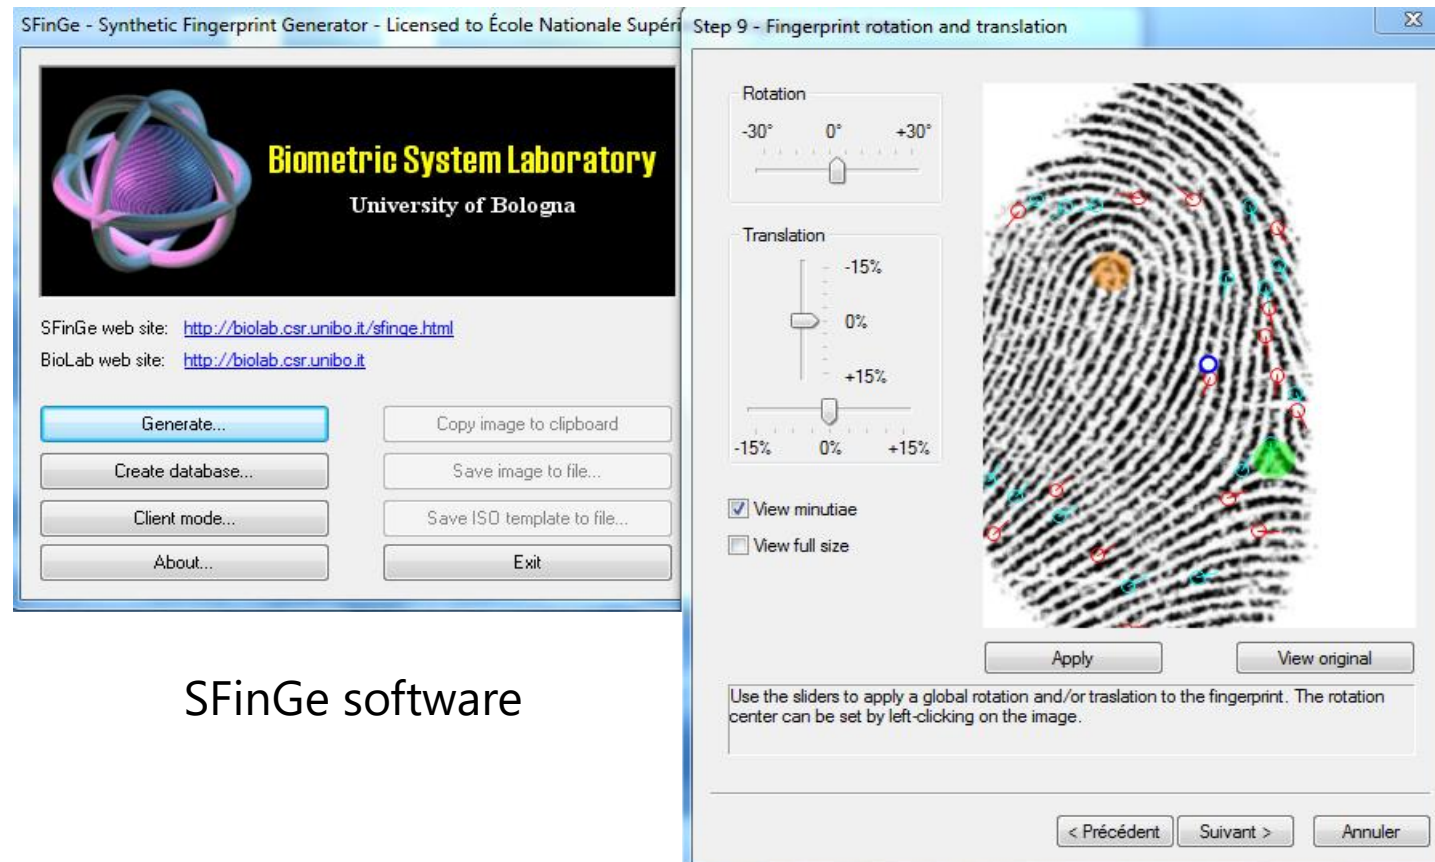 SFinGe - Synthetic Fingerprint Generator - Licensed to École Nationale Supéri
Biometric System Laboratory
University of Bologna
SFinGe web site: http://biolab.csr.unibo.it/sfinge.html
BioLab web site: http://biolab.csr.unibo.it
Generate... Copy image to clipboard
Create database... Save image to file...
Client mode... Save ISO template to file...
About... Exit
SFinGe software
Step 9 - Fingerprint rotation and translation
Rotation
-30° 0° +30°
Translation
-15%
0%
+15%
-15% 0% +15%
View minutiae
View full size
Apply View original
Use the sliders to apply a global rotation and/or traslation to the fingerprint. The rotation
center can be set by left-clicking on the image.
< Précédent Suivant > Annuler